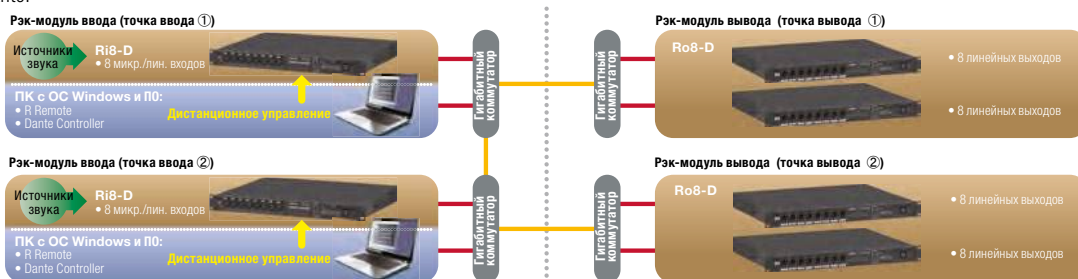 Рэк-модуль ввода (точка ввода ①)
Источники
звука
Ri8-D
• 8 микр./лин. входов
ПК с ОС Windows и ПО:
• R Remote
• Dante Controller
Дистанционное управление
Гигабитный
коммутатор
Гигабитный
коммутатор
Рэк-модуль вывода (точка вывода ①)
Ro8-D
• 8 линейных выходов
• 8 линейных выходов
Рэк-модуль ввода (точка ввода ②)
Источники
звука
Ri8-D
• 8 микр./лин. входов
ПК с ОС Windows и ПО:
• R Remote
• Dante Controller
Дистанционное управление
Гигабитный
коммутатор
Гигабитный
коммутатор
Рэк-модуль вывода (точка вывода ②)
Ro8-D
• 8 линейных выходов
• 8 линейных выходов